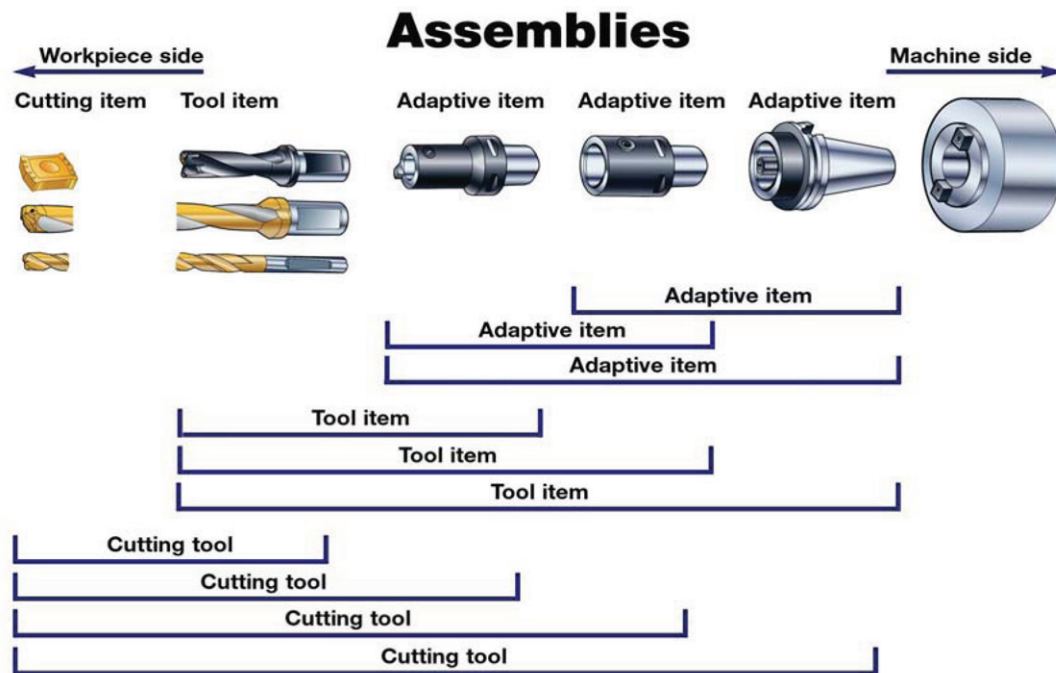 Assemblies
Workpiece side
Machine side
Cutting item
Tool item
Adaptive item
Adaptive item
Adaptive item
Adaptive item
Adaptive item
Adaptive item
Tool item
Tool item
Tool item
Cutting tool
Cutting tool
Cutting tool
Cutting tool